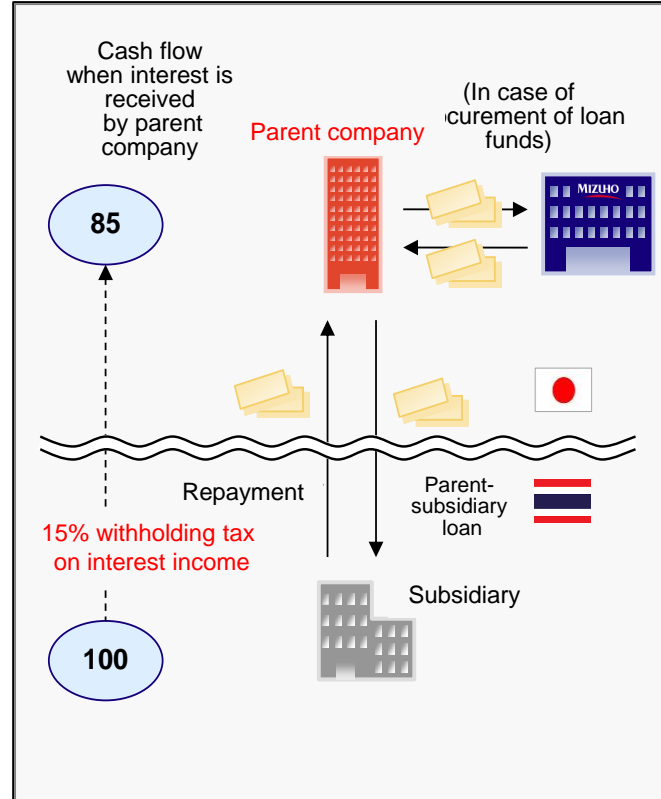 Cash flow
when interest is
received
by parent
company
(In case of
ocurement of loan
funds)
Parent company
MIZUHO
85
Repayment
Parent-
subsidiary
loan
15% withholding tax
on interest income
Subsidiary
100